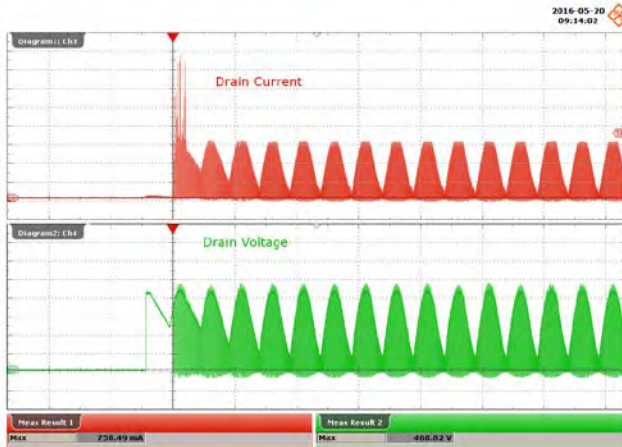 2016-05-20
09:14:02
Diagram1: Ch3
Drain Current
Diagram2: Ch4
Drain Voltage
Meas Result 1
Meas Result 2
Max 738.49 mA
Max 468.82 V